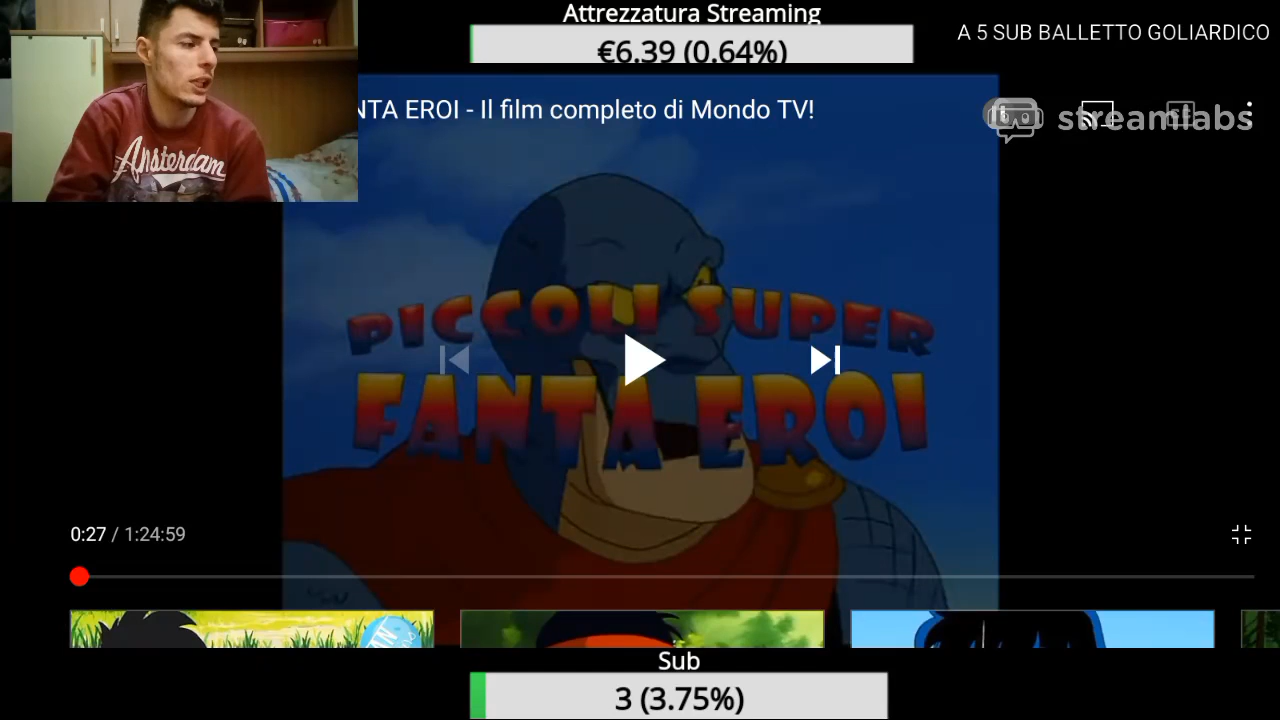 Attrezzatura Streaming
€6.39 (0.64%)
A 5 SUB BALLETTO GOLIARDICO
NTA EROI - Il film completo di Mondo TV!
streamlabs
Amsterdam
PICCOLI SUPER
FANTA EROI
0:27 / 1:24:59
Sub
3 (3.75%)